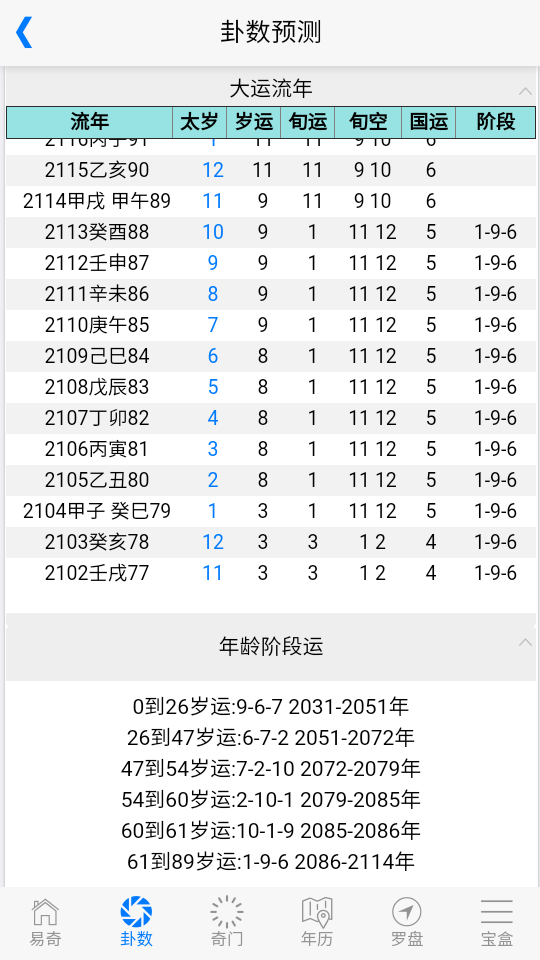 卦数预测
大运流年
流年 太岁 岁运 旬运 旬空 国运 阶段
2116丙子91 1 11 11 9 10 6
2115乙亥90 12 11 11 9 10 6
2114甲戌 甲午89 11 9 11 9 10 6
2113癸酉88 10 9 1 11 12 5 1-9-6
2112壬申87 9 9 1 11 12 5 1-9-6
2111辛未86 8 9 1 11 12 5 1-9-6
2110庚午85 7 9 1 11 12 5 1-9-6
2109己巳84 6 8 1 11 12 5 1-9-6
2108戊辰83 5 8 1 11 12 5 1-9-6
2107丁卯82 4 8 1 11 12 5 1-9-6
2106丙寅81 3 8 1 11 12 5 1-9-6
2105乙丑80 2 8 1 11 12 5 1-9-6
2104甲子 癸巳79 1 3 1 11 12 5 1-9-6
2103癸亥78 12 3 3 1 2 4 1-9-6
2102壬戌77 11 3 3 1 2 4 1-9-6
年龄阶段运
0到26岁运:9-6-7 2031-2051年
26到47岁运:6-7-2 2051-2072年
47到54岁运:7-2-10 2072-2079年
54到60岁运:2-10-1 2079-2085年
60到61岁运:10-1-9 2085-2086年
61到89岁运:1-9-6 2086-2114年
易奇 卦数 奇门 年历 罗盘 宝盒